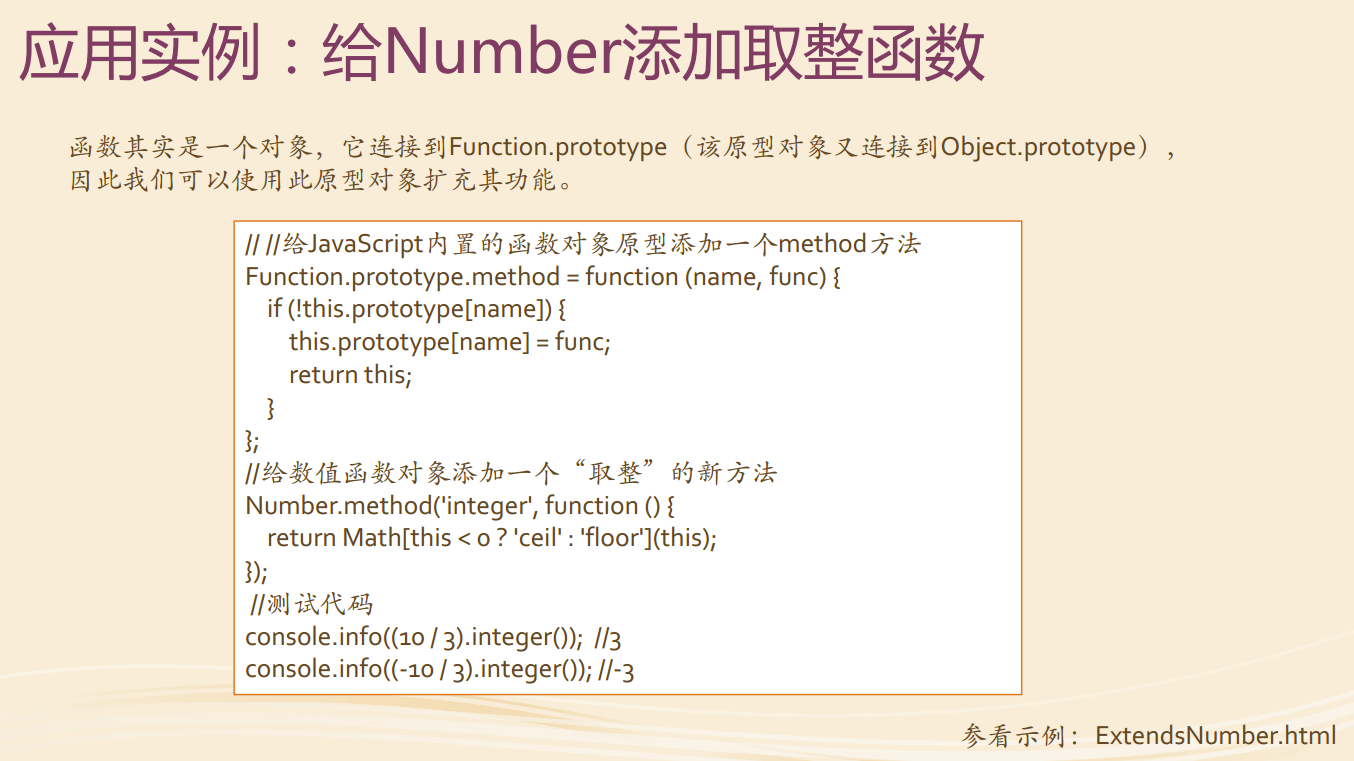 应用实例：给Number添加取整函数
函数其实是一个对象，它连接到Function.prototype（该原型对象又连接到Object.prototype），
因此我们可以使用此原型对象扩充其功能。
// //给JavaScript内置的函数对象原型添加一个method方法
Function.prototype.method = function (name, func) {
    if (!this.prototype[name]) {
        this.prototype[name] = func;
        return this;
    }
};
//给数值函数对象添加一个“取整”的新方法
Number.method('integer', function () {
    return Math[this < 0 ? 'ceil' : 'floor'](this);
});
//测试代码
console.info((10 / 3).integer());  //3
console.info((-10 / 3).integer()); //-3
参看示例：ExtendsNumber.html